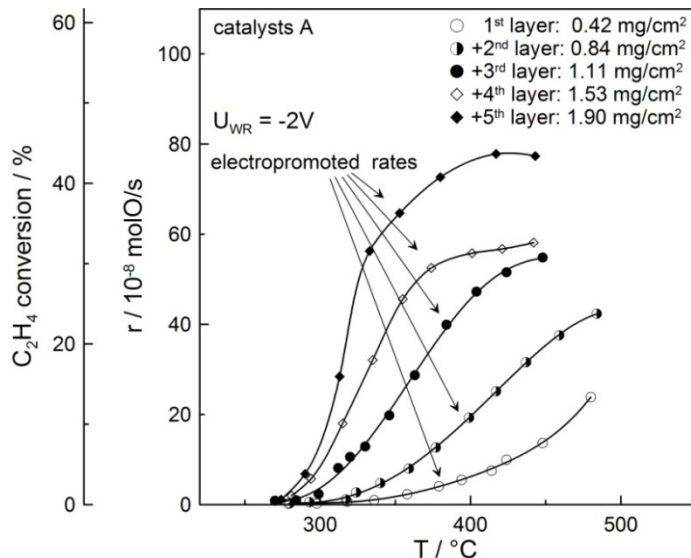 catalysts A
1st layer: 0.42 mg/cm²
+2nd layer: 0.84 mg/cm²
+3rd layer: 1.11 mg/cm²
+4th layer: 1.53 mg/cm²
+5th layer: 1.90 mg/cm²
U_WR = -2V
electropromoted rates
C₂H₄ conversion / %
60
40
20
0
r / 10⁻⁸ molO/s
100
80
60
40
20
0
300
400
500
T / °C